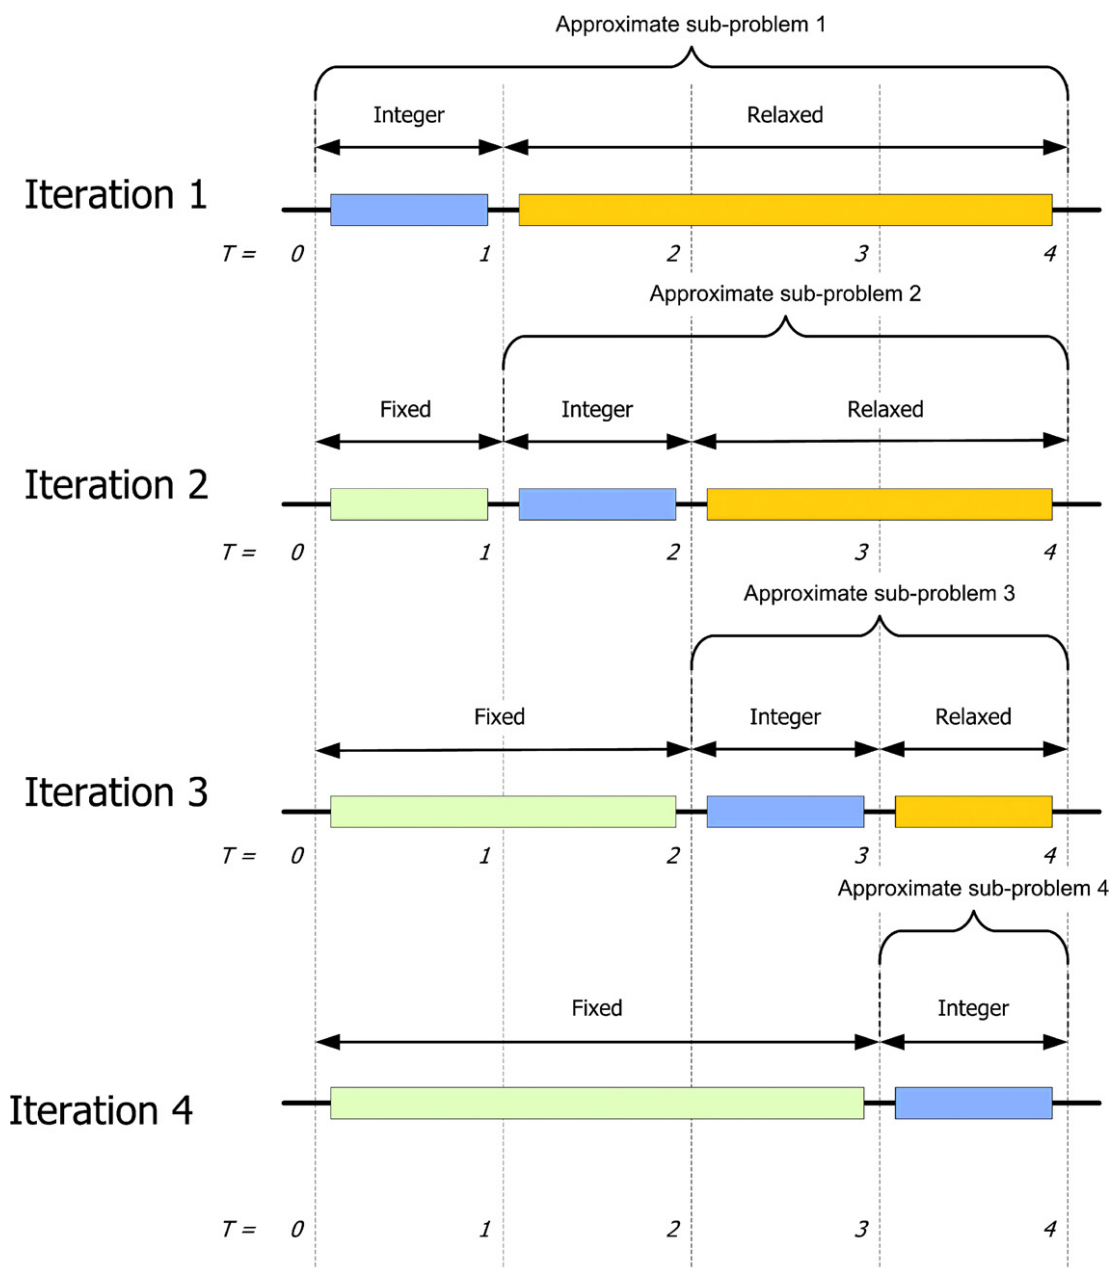 Approximate sub-problem 1
Integer Relaxed
Iteration 1
T = 0 1 2 3 4
Approximate sub-problem 2
Fixed Integer Relaxed
Iteration 2
T = 0 1 2 3 4
Approximate sub-problem 3
Fixed Integer Relaxed
Iteration 3
T = 0 1 2 3 4
Approximate sub-problem 4
Fixed Integer
Iteration 4
T = 0 1 2 3 4